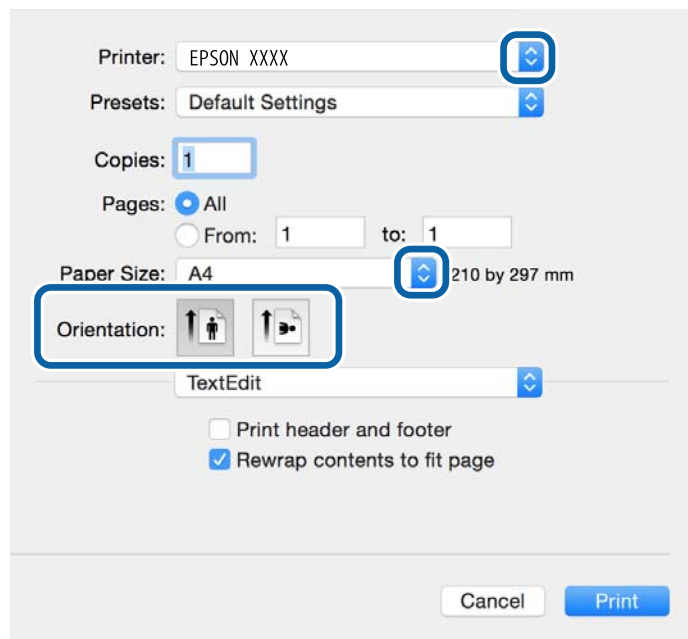 Printer: EPSON XXXX
Presets: Default Settings
Copies: 1
Pages: All
From: 1 to: 1
Paper Size: A4 210 by 297 mm
Orientation:
TextEdit
Print header and footer
Rewrap contents to fit page
Cancel Print